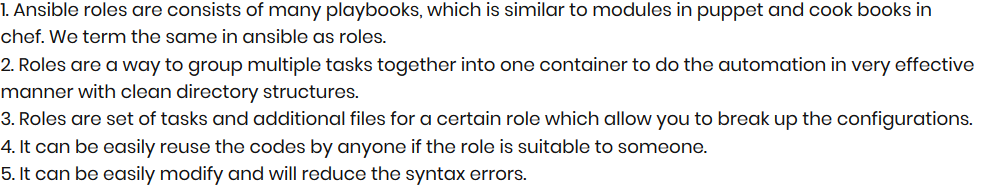 1. Ansible roles are consists of many playbooks, which is similar to modules in puppet and cook books in
chef. We term the same in ansible as roles.
2. Roles are a way to group multiple tasks together into one container to do the automation in very effective
manner with clean directory structures.
3. Roles are set of tasks and additional files for a certain role which allow you to break up the configurations.
4. It can be easily reuse the codes by anyone if the role is suitable to someone.
5. It can be easily modify and will reduce the syntax errors.